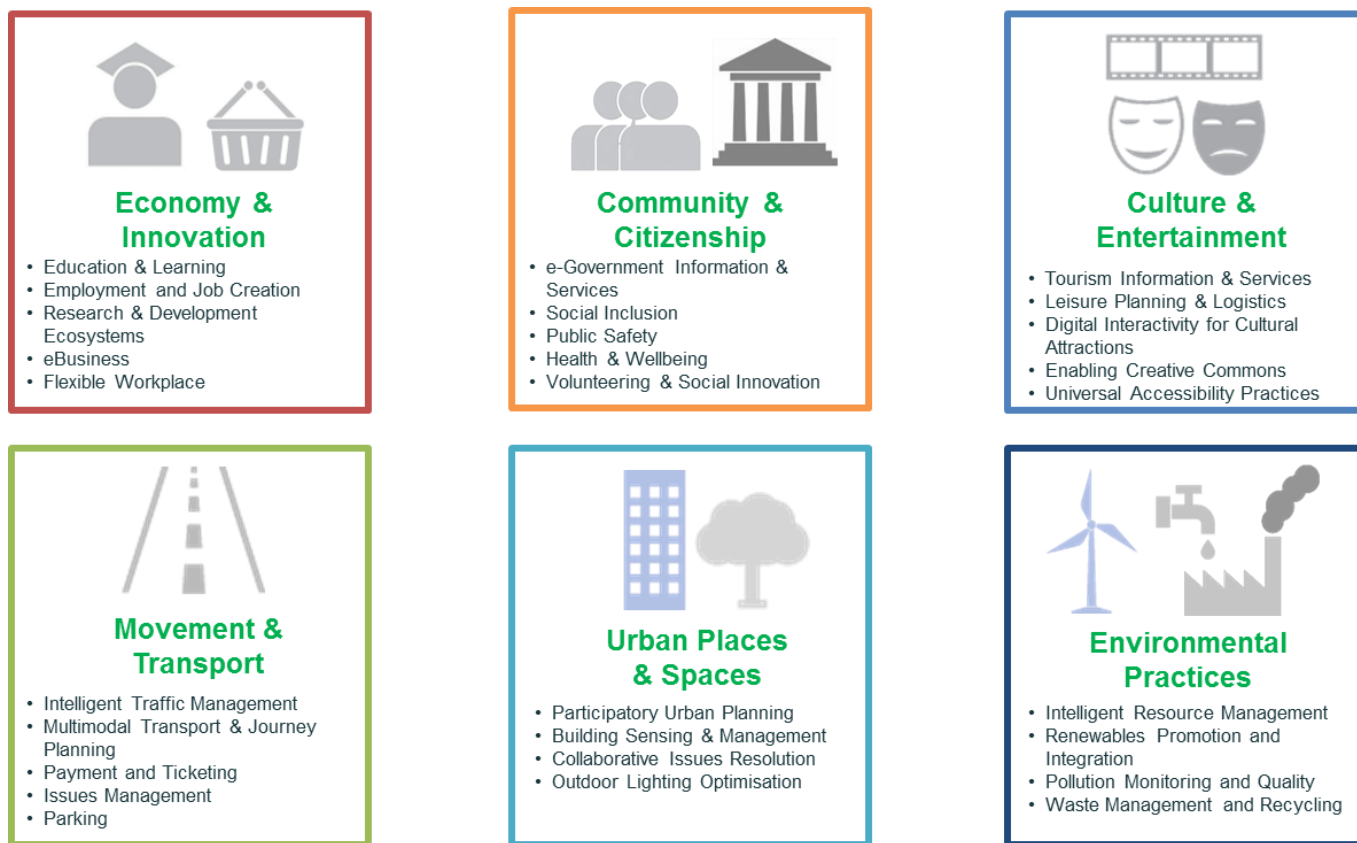 Economy &
Innovation
• Education & Learning
• Employment and Job Creation
• Research & Development
Ecosystems
• eBusiness
• Flexible Workplace
Community &
Citizenship
• e-Government Information &
Services
• Social Inclusion
• Public Safety
• Health & Wellbeing
• Volunteering & Social Innovation
Culture &
Entertainment
• Tourism Information & Services
• Leisure Planning & Logistics
• Digital Interactivity for Cultural
Attractions
• Enabling Creative Commons
• Universal Accessibility Practices
Movement &
Transport
• Intelligent Traffic Management
• Multimodal Transport & Journey
Planning
• Payment and Ticketing
• Issues Management
• Parking
Urban Places
& Spaces
• Participatory Urban Planning
• Building Sensing & Management
• Collaborative Issues Resolution
• Outdoor Lighting Optimisation
Environmental
Practices
• Intelligent Resource Management
• Renewables Promotion and
Integration
• Pollution Monitoring and Quality
• Waste Management and Recycling